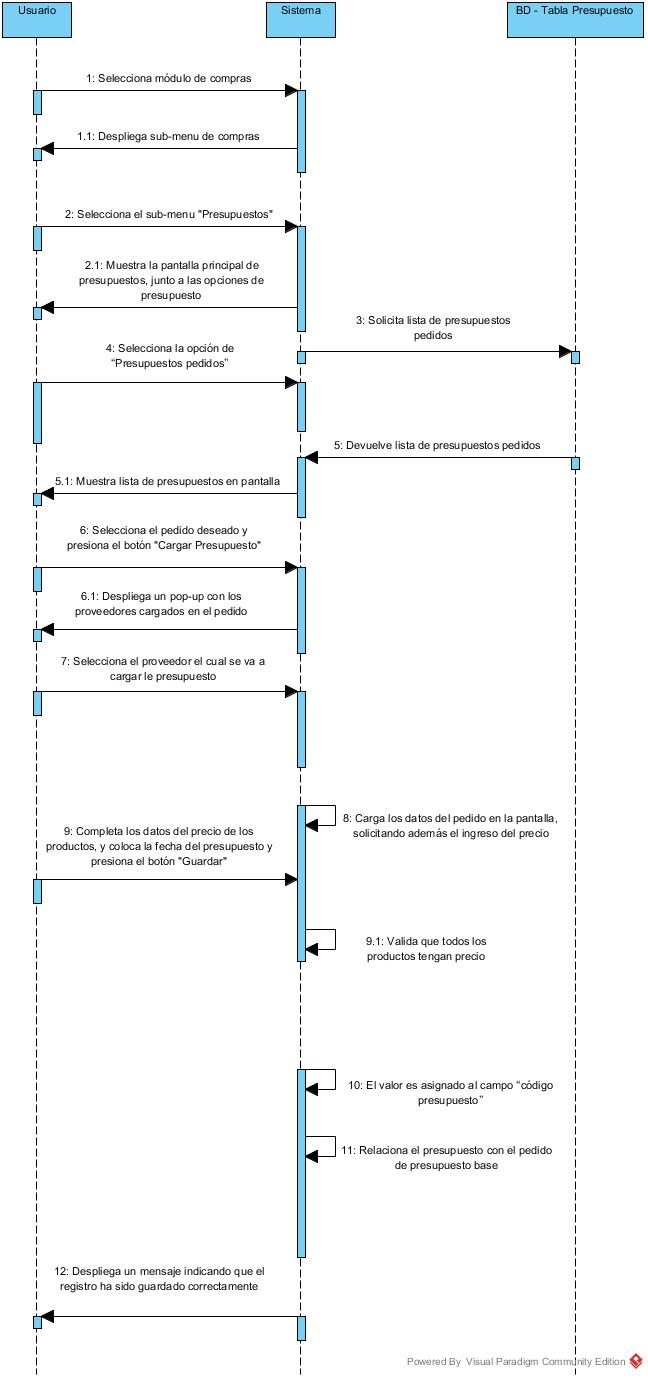 Usuario
Sistema
BD - Tabla Presupuesto
1: Selecciona módulo de compras
1.1: Despliega sub-menu de compras
2: Selecciona el sub-menu "Presupuestos"
2.1: Muestra la pantalla principal de
presupuestos, junto a las opciones de
presupuesto
3: Solicita lista de presupuestos
pedidos
4: Selecciona la opción de
“Presupuestos pedidos”
5: Devuelve lista de presupuestos pedidos
5.1: Muestra lista de presupuestos en pantalla
6: Selecciona el pedido deseado y
presiona el botón "Cargar Presupuesto"
6.1: Despliega un pop-up con los
proveedores cargados en el pedido
7: Selecciona el proveedor el cual se va a
cargar le presupuesto
8: Carga los datos del pedido en la pantalla,
solicitando además el ingreso del precio
9: Completa los datos del precio de los
productos, y coloca la fecha del presupuesto y
presiona el botón "Guardar"
9.1: Valida que todos los
productos tengan precio
10: El valor es asignado al campo “código
presupuesto”
11: Relaciona el presupuesto con el pedido
de presupuesto base
12: Despliega un mensaje indicando que el
registro ha sido guardado correctamente
Powered By Visual Paradigm Community Edition